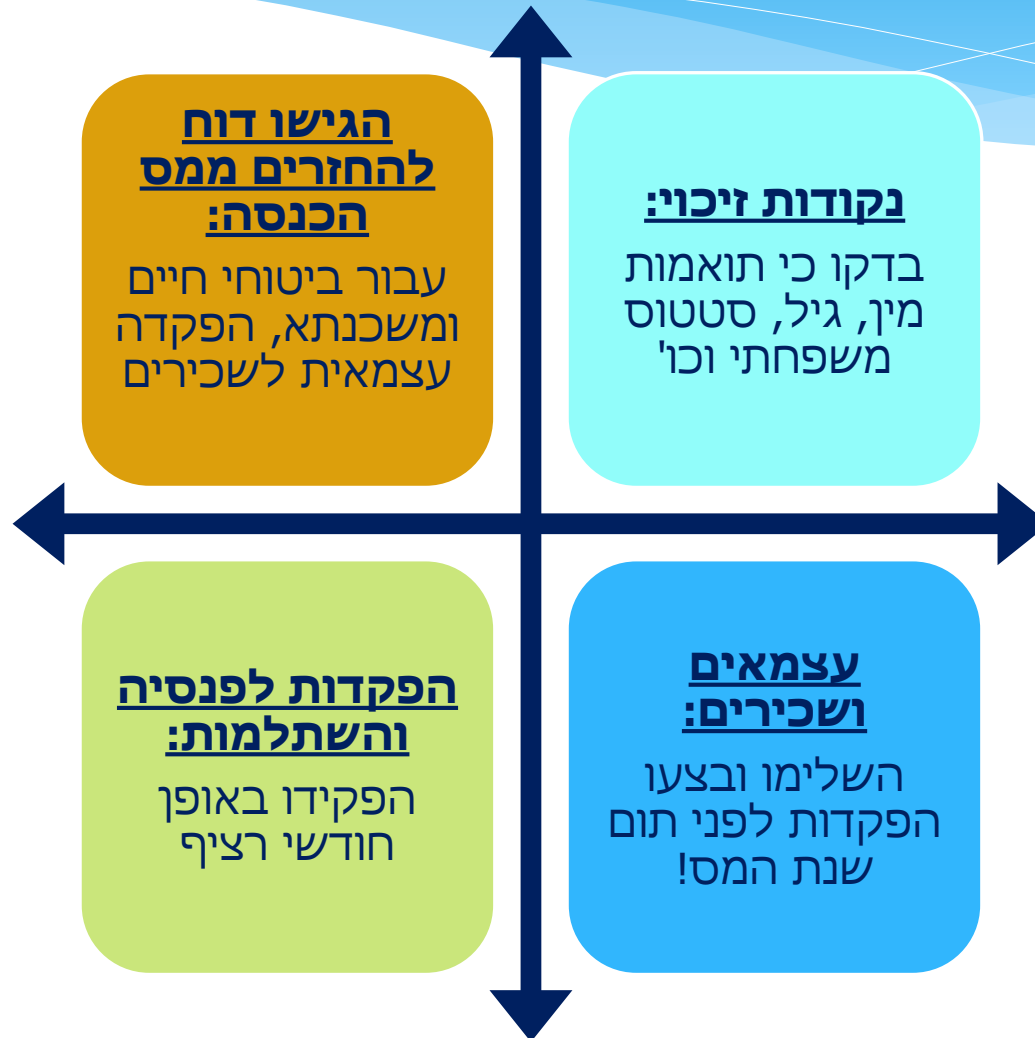 נקודות זיכוי:
בדקו כי תואמות
מין, גיל, סטטוס
משפחתי וכו'
הגישו דוח
להחזרים ממס
הכנסה:
עבור ביטוחי חיים
ומשכנתא, הפקדה
עצמאית לשכירים
עצמאים
ושכירים:
השלימו ובצעו
הפקדות לפני תום
שנת המס!
הפקדות לפנסיה
והשתלמות:
הפקידו באופן
חודשי רציף